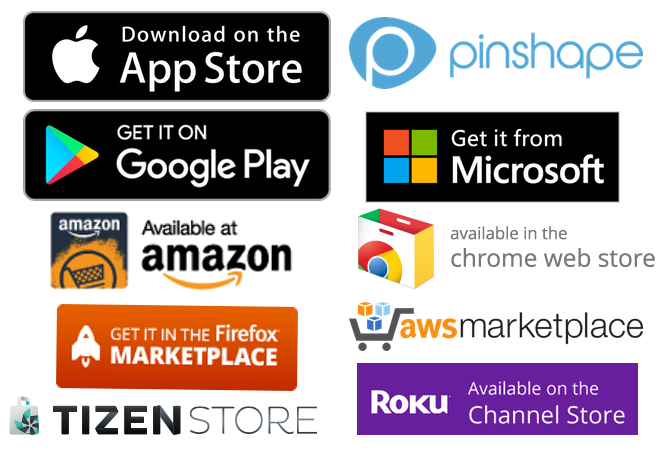 Download on the
App Store
pinshape
GET IT ON
Google Play
Get it from
Microsoft
amazon
Available at
amazon
available in the
chrome web store
GET IT IN THE Firefox
MARKETPLACE
awsmarketplace
TIZEN STORE
ROKU
Available on the
Channel Store